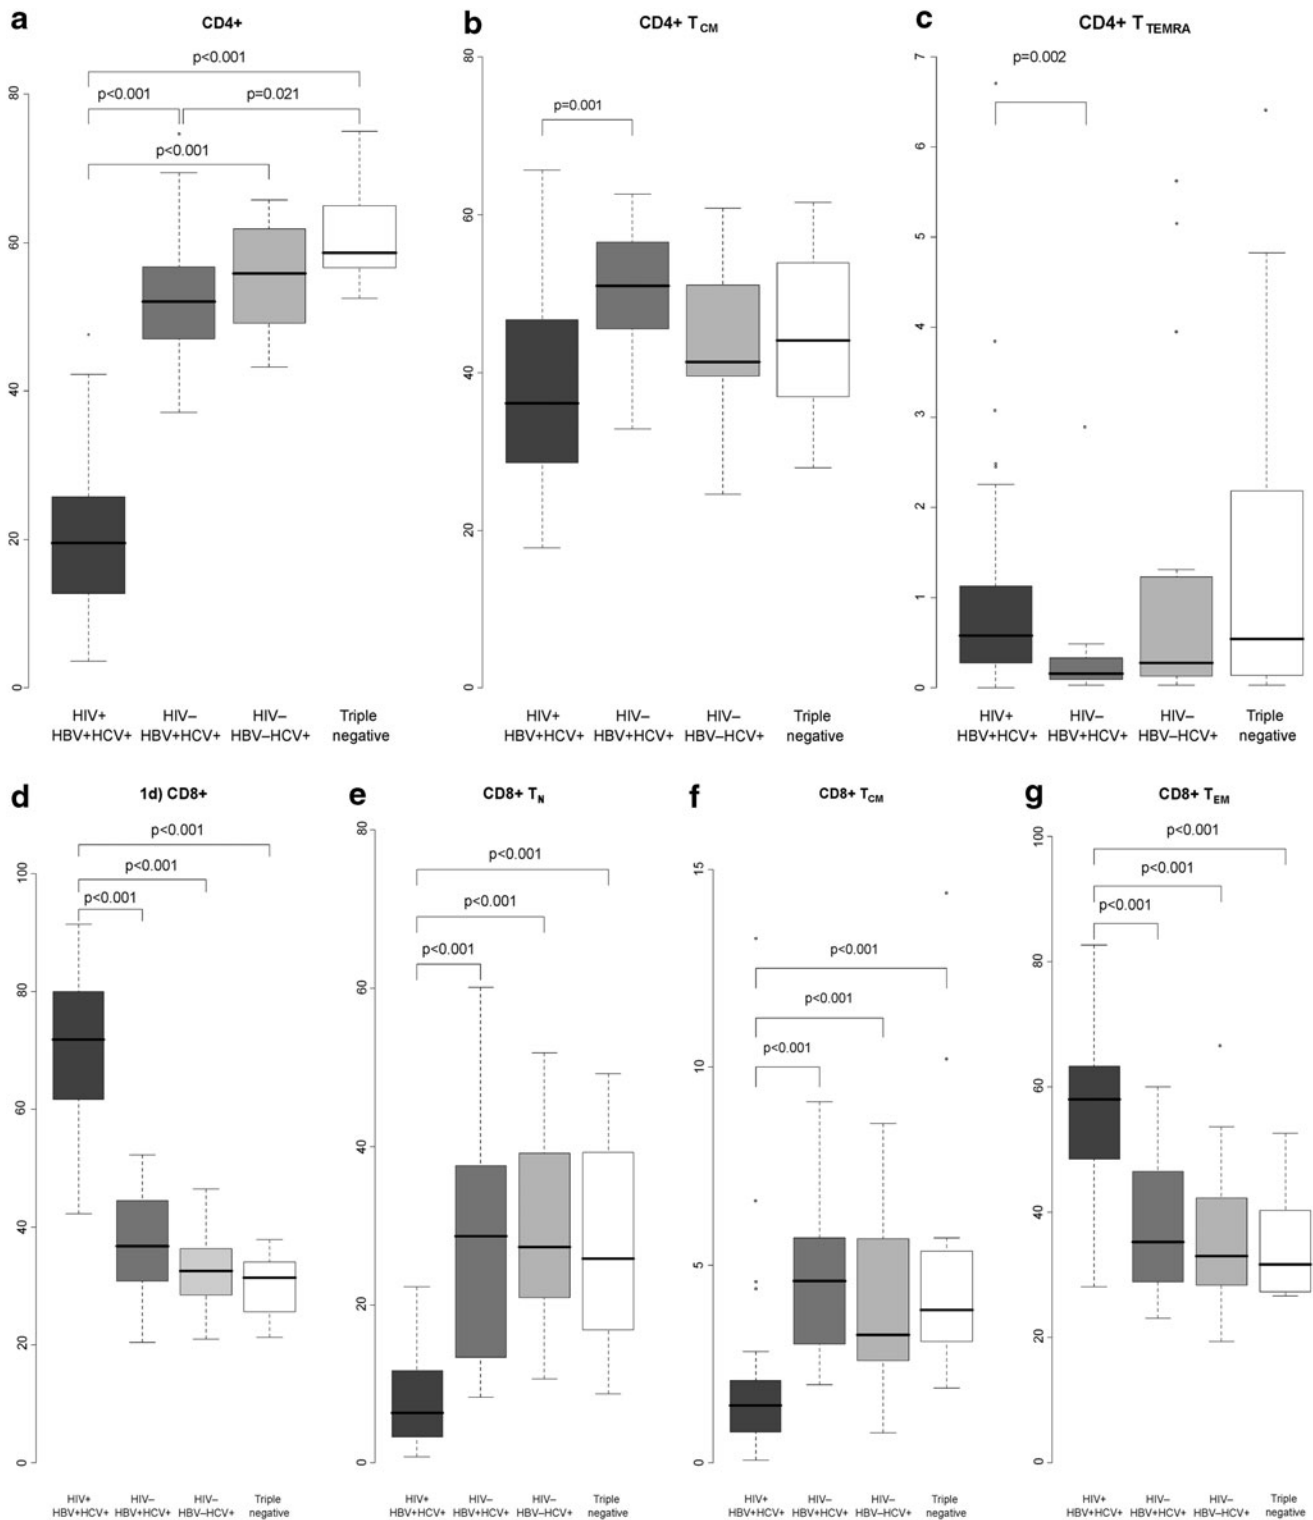 a
CD4+
p<0.001
p<0.001
p=0.021
p<0.001
80
60
40
20
0
HIV+
HBV+HCV+
HIV–
HBV+HCV+
HIV–
HBV–HCV+
Triple
negative
b
CD4+ TCM
p=0.001
80
60
40
20
0
HIV+
HBV+HCV+
HIV–
HBV+HCV+
HIV–
HBV–HCV+
Triple
negative
c
CD4+ TTEMRA
p=0.002
7
6
5
4
3
2
1
0
HIV+
HBV+HCV+
HIV–
HBV+HCV+
HIV–
HBV–HCV+
Triple
negative
d
1d) CD8+
p<0.001
p<0.001
p<0.001
100
80
60
40
20
0
HIV+
HBV+HCV+
HIV–
HBV+HCV+
HIV–
HBV–HCV+
Triple
negative
e
CD8+ TN
p<0.001
p<0.001
p<0.001
80
60
40
20
0
HIV+
HBV+HCV+
HIV–
HBV+HCV+
HIV–
HBV–HCV+
Triple
negative
f
CD8+ TCM
p<0.001
p<0.001
p<0.001
15
10
5
0
HIV+
HBV+HCV+
HIV–
HBV+HCV+
HIV–
HBV–HCV+
Triple
negative
g
CD8+ TEM
p<0.001
p<0.001
p<0.001
100
80
60
40
20
0
HIV+
HBV+HCV+
HIV–
HBV+HCV+
HIV–
HBV–HCV+
Triple
negative